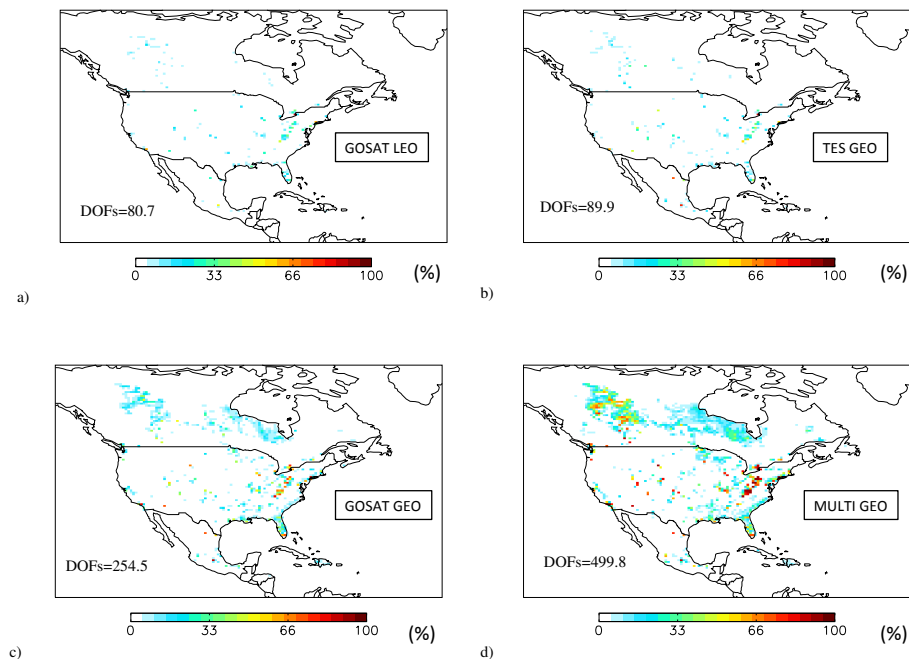 GOSAT LEO
DOFs=80.7
0 33 66 100 (%)
a)
TES GEO
DOFs=89.9
0 33 66 100 (%)
b)
GOSAT GEO
DOFs=254.5
0 33 66 100 (%)
c)
MULTI GEO
DOFs=499.8
0 33 66 100 (%)
d)